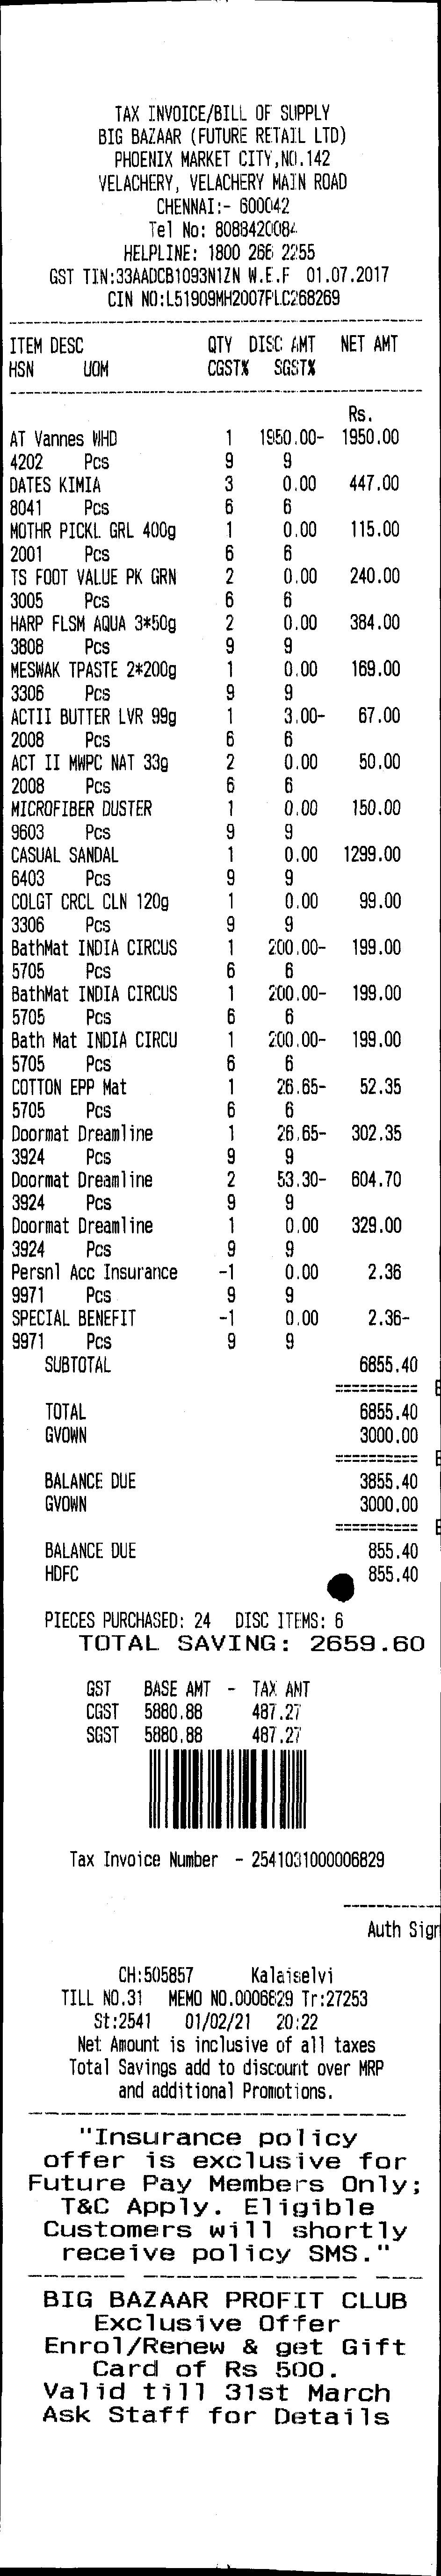 TAX INVOICE/BILL OF SUPPLY
BIG BAZAAR (FUTURE RETAIL LTD)
PHOENIX MARKET CITY,NO.142
VELACHERY, VELACHERY MAIN ROAD
CHENNAI:- 600042
Tel No: 8088420084
HELPLINE: 1800 266 2255
GST TIN:33AADCB1093N1ZN W.E.F 01.07.2017
CIN NO:L51909MH2007PLC268269
ITEM DESC QTY DISC AMT NET AMT
HSN UOM CGST% SGST%
Rs.
AT Vannes WHD 1 1950.00- 1950.00
4202 Pcs 9 9
DATES KIMIA 3 0.00 447.00
8041 Pcs 6 6
MOTHR PICKL GRL 400g 1 0.00 115.00
2001 Pcs 6 6
TS FOOT VALUE PK GRN 2 0.00 240.00
3005 Pcs 6 6
HARP FLSM AQUA 3*50g 2 0.00 384.00
3808 Pcs 9 9
MESWAK TPASTE 2*200g 1 0.00 169.00
3306 Pcs 9 9
ACTII BUTTER LVR 99g 1 3.00- 67.00
2008 Pcs 6 6
ACT II MWPC NAT 33g 2 0.00 50.00
2008 Pcs 6 6
MICROFIBER DUSTER 1 0.00 150.00
9603 Pcs 9 9
CASUAL SANDAL 1 0.00 1299.00
6403 Pcs 9 9
COLGT CRCL CLN 120g 1 0.00 99.00
3306 Pcs 9 9
BathMat INDIA CIRCUS 1 200.00- 199.00
5705 Pcs 6 6
BathMat INDIA CIRCUS 1 200.00- 199.00
5705 Pcs 6 6
Bath Mat INDIA CIRCU 1 200.00- 199.00
5705 Pcs 6 6
COTTON EPP Mat 1 26.65- 52.35
5705 Pcs 6 6
Doormat Dreamline 1 26.65- 302.35
3924 Pcs 9 9
Doormat Dreamline 2 53.30- 604.70
3924 Pcs 9 9
Doormat Dreamline 1 0.00 329.00
3924 Pcs 9 9
Persnl Acc Insurance -1 0.00 2.36
9971 Pcs 9 9
SPECIAL BENEFIT -1 0.00 2.36-
9971 Pcs 9 9
SUBTOTAL 6855.40
TOTAL 6855.40
GVOWN 3000.00
BALANCE DUE 3855.40
GVOWN 3000.00
BALANCE DUE 855.40
HDFC 855.40
PIECES PURCHASED: 24 DISC ITEMS: 6
TOTAL SAVING: 2659.60
GST BASE AMT - TAX AMT
CGST 5880.88 487.27
SGST 5880.88 487.27
Tax Invoice Number - 2541031000006829
Auth Sign
CH:505857 Kalaiselvi
TILL NO.31 MEMO NO.0006829 Tr:27253
St:2541 01/02/21 20:22
Net Amount is inclusive of all taxes
Total Savings add to discount over MRP
and additional Promotions.
"Insurance policy
offer is exclusive for
Future Pay Members Only;
T&C Apply. Eligible
Customers will shortly
receive policy SMS."
BIG BAZAAR PROFIT CLUB
Exclusive Offer
Enrol/Renew & get Gift
Card of Rs 500.
Valid till 31st March
Ask Staff for Details